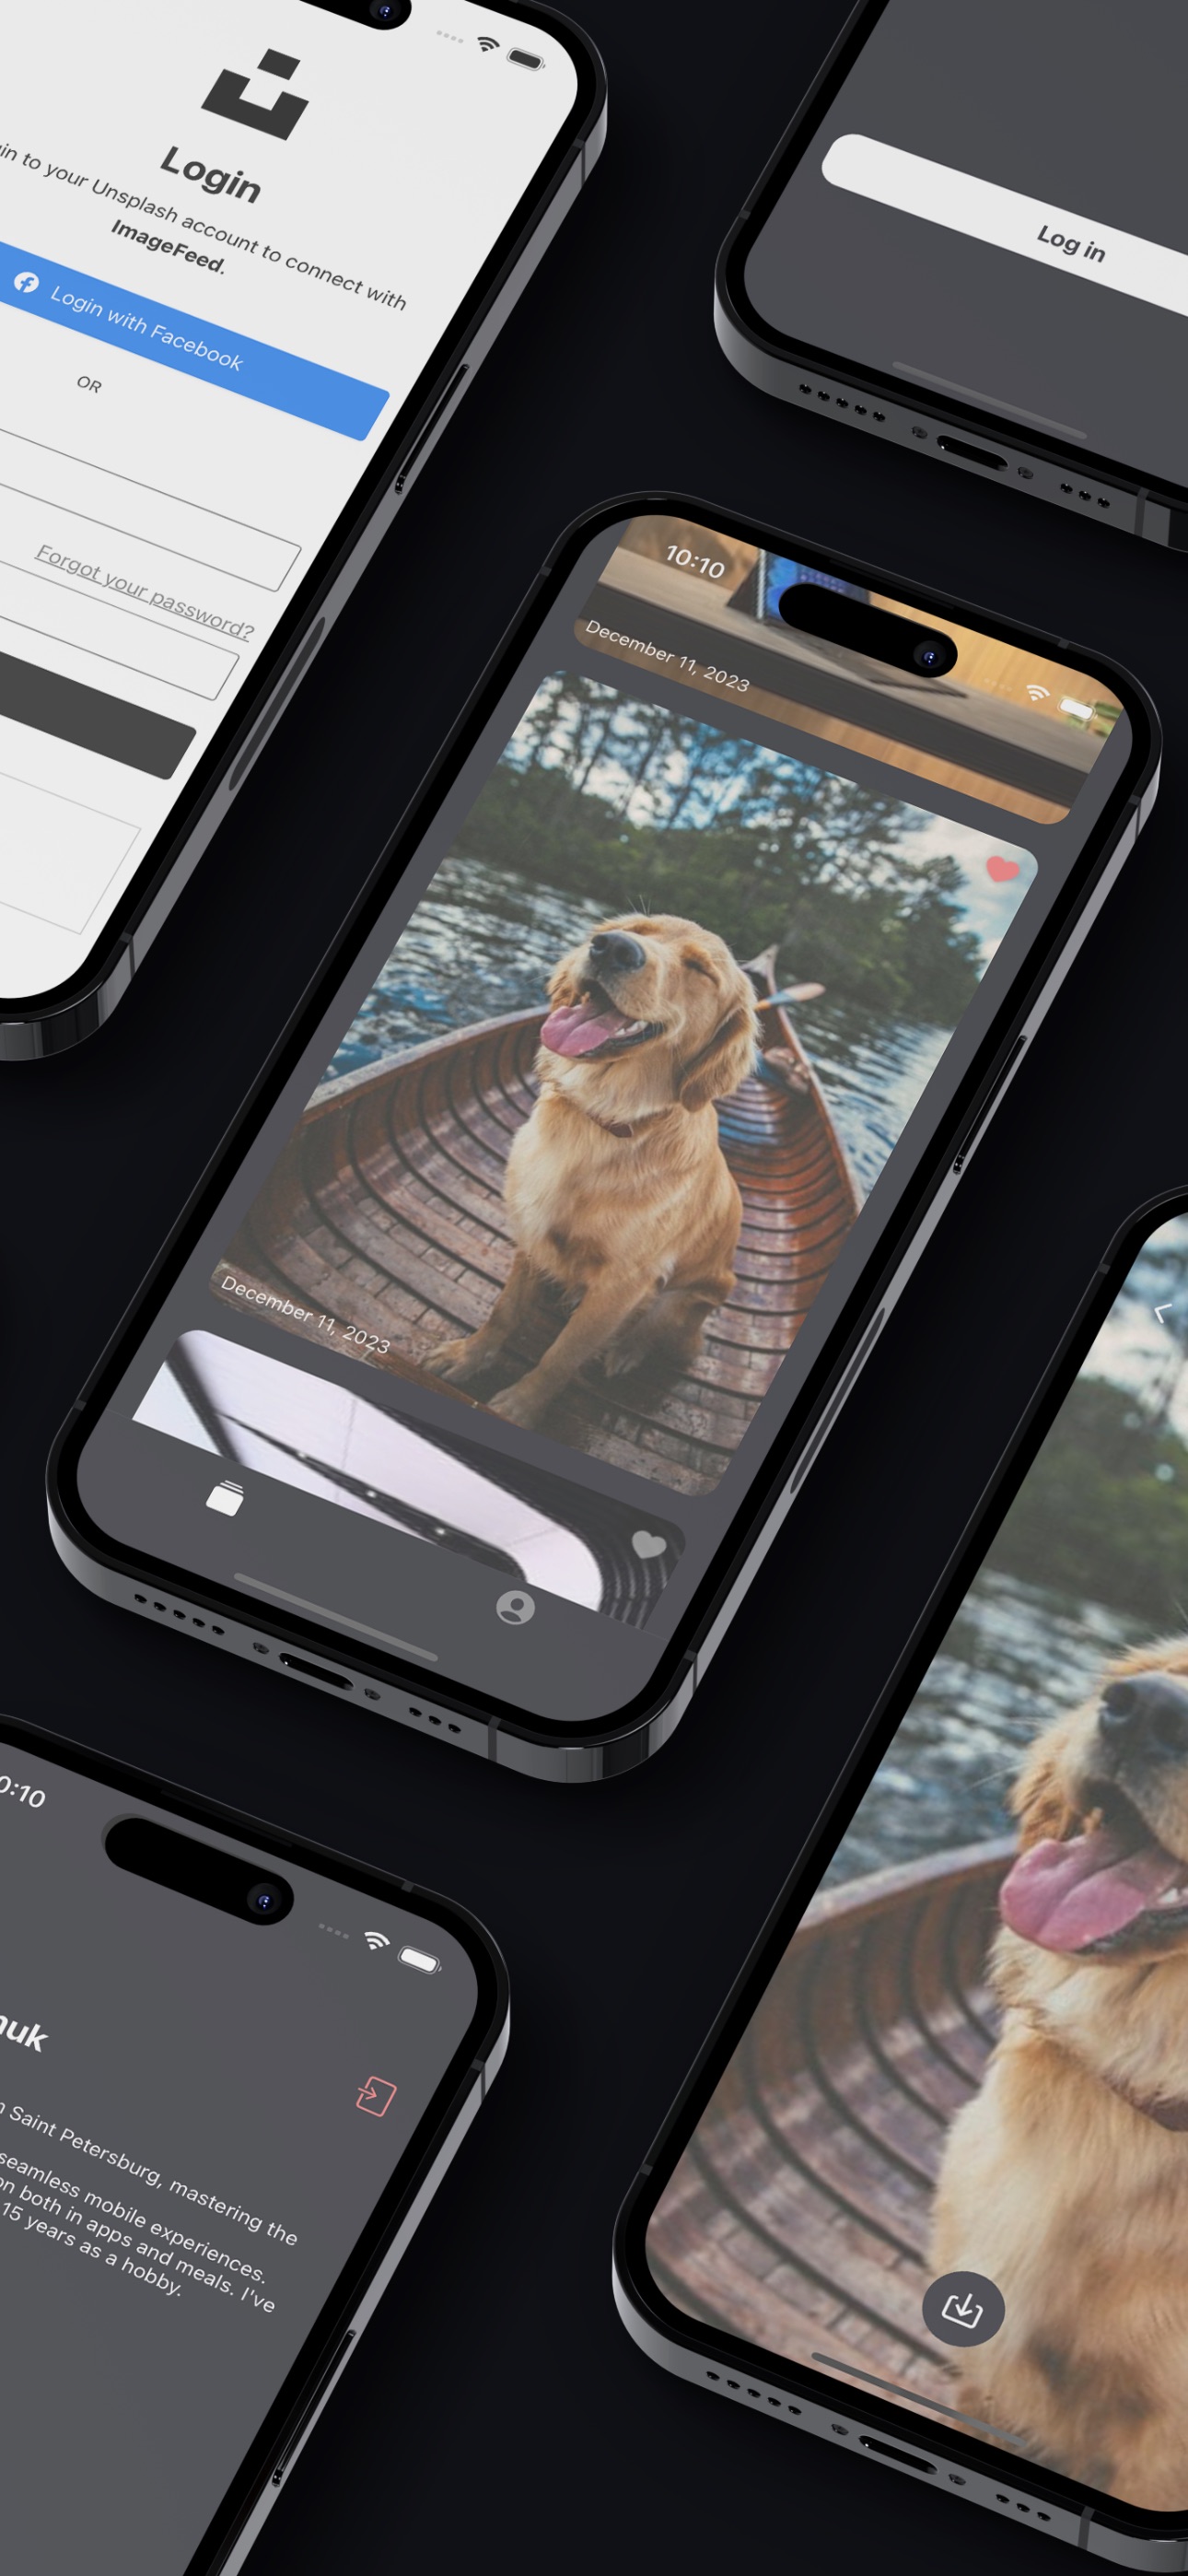 Login
to your Unsplash account to connect with
ImageFeed.
Login with Facebook
OR
Forgot your password?
Log in
10:10
December 11, 2023
December 11, 2023
0:10
nuk
Saint Petersburg, mastering the
seamless mobile experiences.
on both in apps and meals. I've
15 years as a hobby.